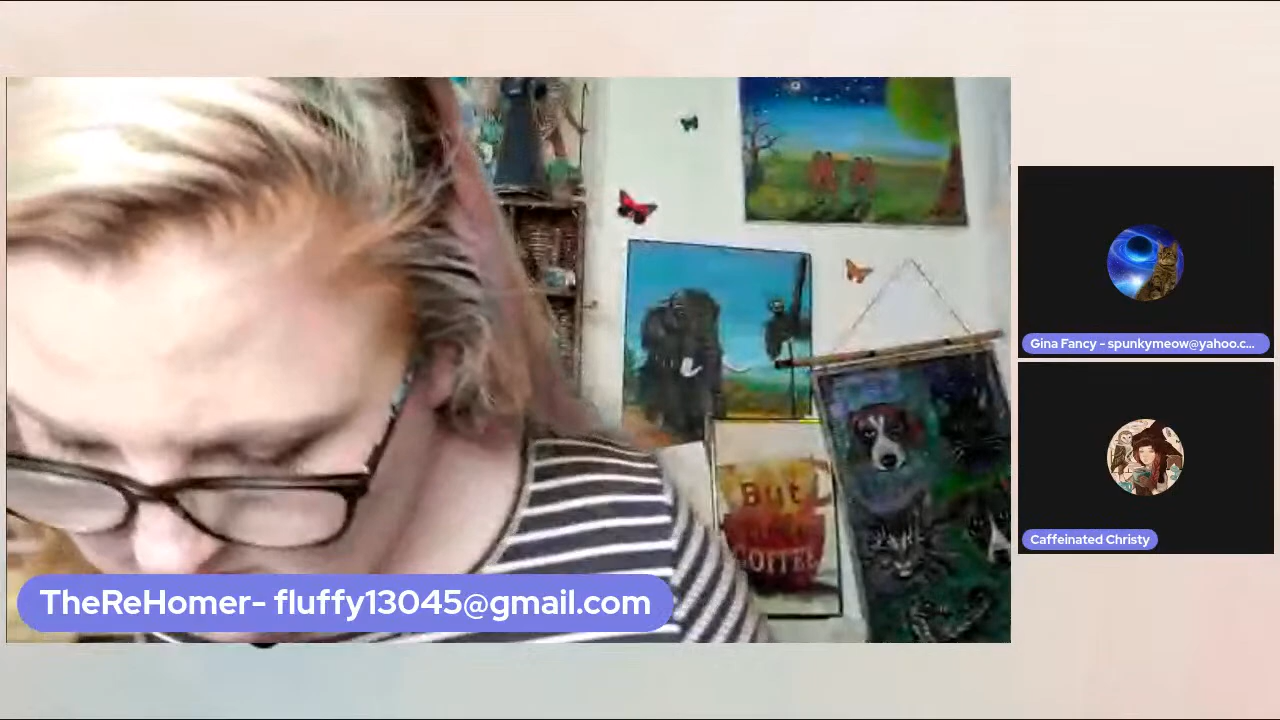 But
COFFEE
TheReHomer- fluffy13045@gmail.com
Gina Fancy - spunkymeow@yahoo.c...
Caffeinated Christy